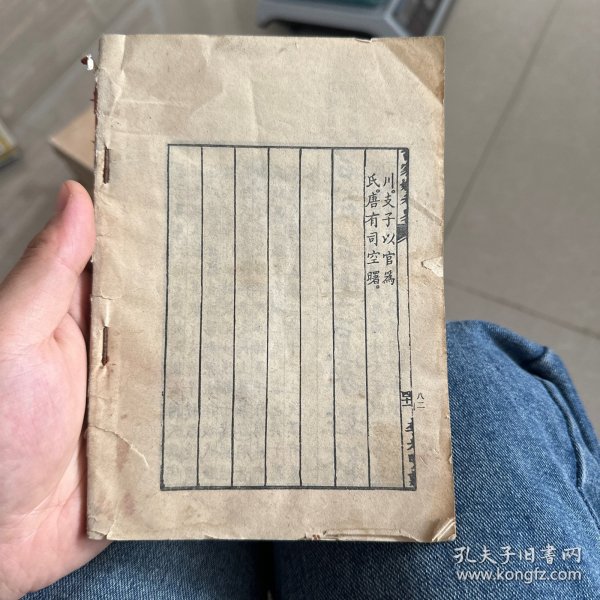 川。支子以官爲
氏。唐有司空曙。
八二
孔夫子旧书网
www.kongfz.com